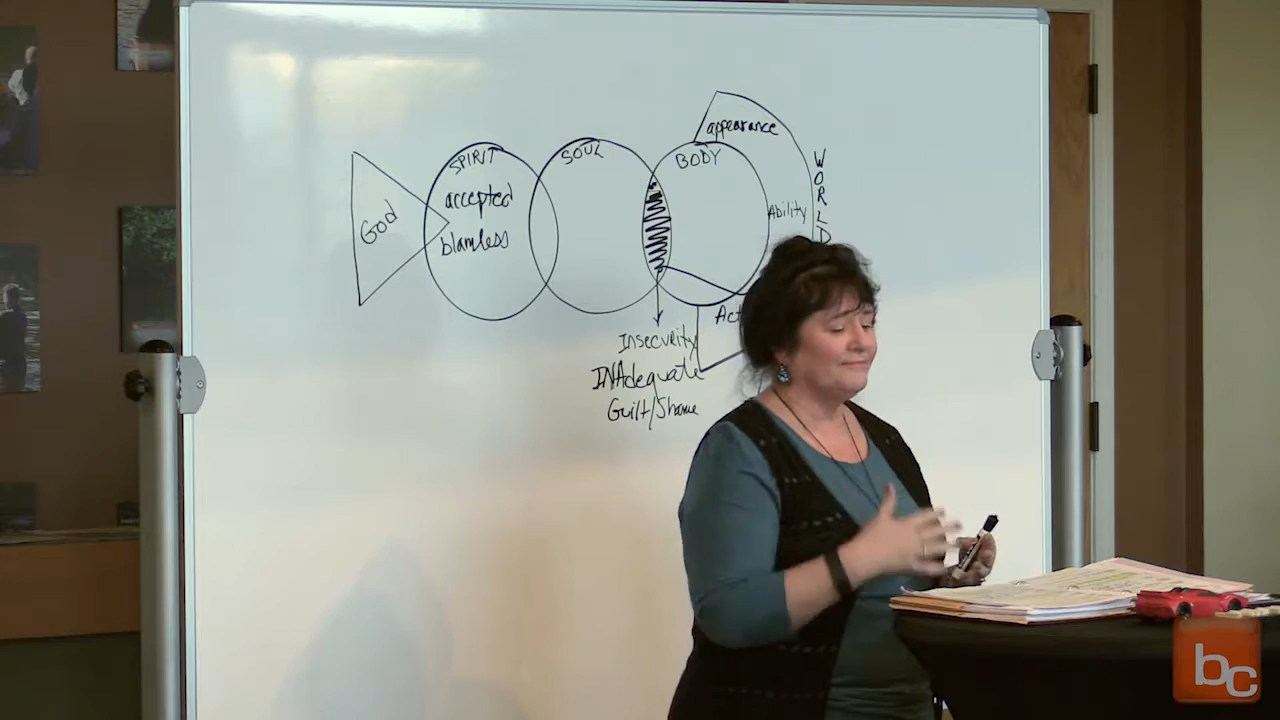 SPIRIT
SOUL
BODY
appearance
WORLD
God
accepted
blameless
Ability
Insecurity
INAdequate
Guilt/Shame
bc